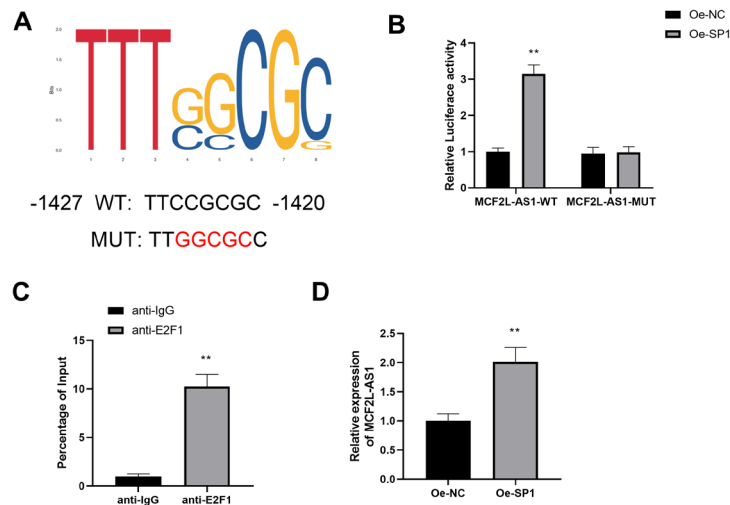 A
Bits
2.0
1.5
1.0
0.5
0.0
TTTGGCGC
CCCG
1 2 3 4 5 6 7 8
-1427 WT: TTCCGCGC -1420
MUT: TTGGCGCC
B
Oe-NC
Oe-SP1
Relative Luciferace activity
4
3
2
1
0
**
MCF2L-AS1-WT MCF2L-AS1-MUT
C
anti-IgG
anti-E2F1
Percentage of Input
15
10
5
0
**
anti-IgG anti-E2F1
D
Relative expression
of MCF2L-AS1
2.5
2.0
1.5
1.0
0.5
0.0
**
Oe-NC Oe-SP1